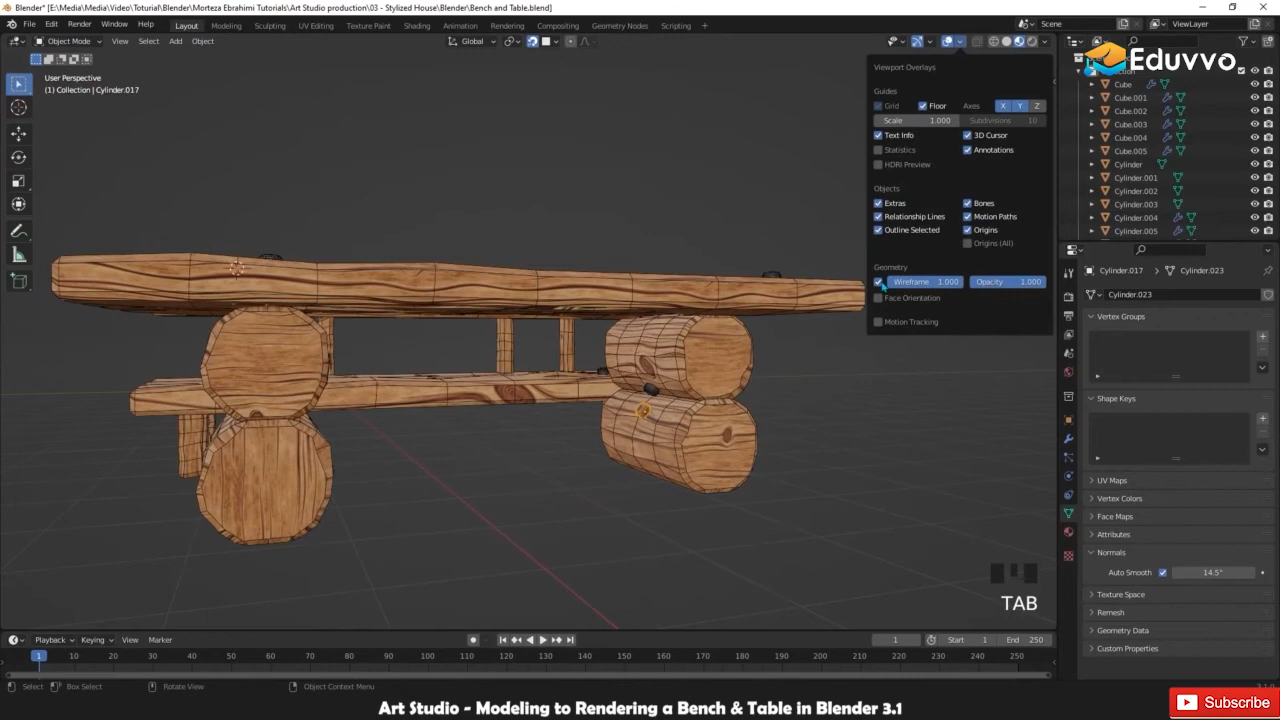 Blender* [E:\Media\Media\Video\Toturial\Blender\Morteza Ebrahimi Tutorials\Art Studio production\03 - Stylized House\Blender\Bench and Table.blend]
File Edit Render Window Help Layout Modeling Sculpting UV Editing Texture Paint Shading Animation Rendering Compositing Geometry Nodes Scripting + Scene ViewLayer
Object Mode View Select Add Object Global
Eduvvo
User Perspective
(1) Collection | Cylinder.017
Viewport Overlays
Guides
Grid Floor Axes X Y Z
Scale 1.000 Subdivisions 10
Text Info 3D Cursor
Statistics Annotations
HDRI Preview
Objects
Extras Bones
Relationship Lines Motion Paths
Outline Selected Origins
Origins (All)
Geometry
Wireframe 1.000 Opacity 1.000
Face Orientation
Motion Tracking
Cube
Cube.001
Cube.002
Cube.003
Cube.004
Cube.005
Cylinder
Cylinder.001
Cylinder.002
Cylinder.003
Cylinder.004
Cylinder.005
Cylinder.017 > Cylinder.023
Cylinder.023
Vertex Groups
Shape Keys
UV Maps
Vertex Colors
Face Maps
Attributes
Normals
Auto Smooth 14.5°
Texture Space
Remesh
Geometry Data
Custom Properties
TAB
Playback Keying View Marker 1 Start 1 End 250
1 10 20 30 40 50 60 70 80 90 100 110 120 130 140 150 160 170 180 190 200 210 220 230 240 250
Select Box Select Rotate View Object Context Menu
Art Studio - Modeling to Rendering a Bench & Table in Blender 3.1
Subscribe